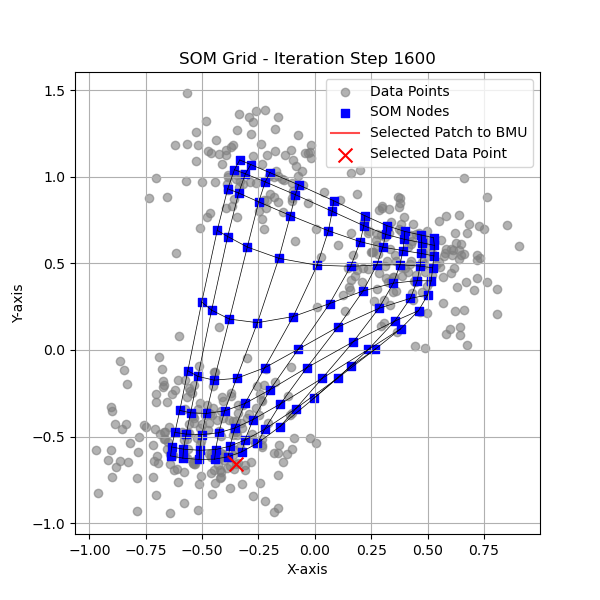 SOM Grid - Iteration Step 1600
Data Points
SOM Nodes
Selected Patch to BMU
Selected Data Point
Y-axis
1.5
1.0
0.5
0.0
−0.5
−1.0
−1.00 −0.75 −0.50 −0.25 0.00 0.25 0.50 0.75
X-axis